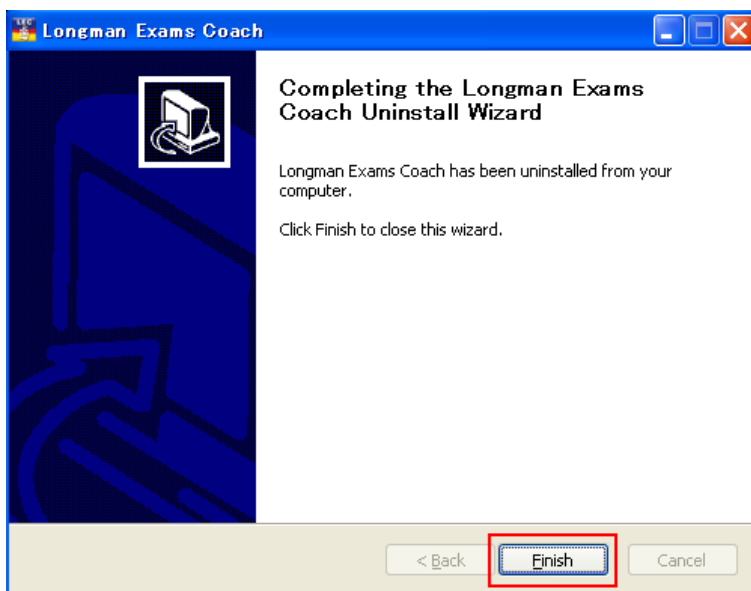 LEC
Longman Exams Coach
Completing the Longman Exams
Coach Uninstall Wizard
Longman Exams Coach has been uninstalled from your
computer.
Click Finish to close this wizard.
< Back
Finish
Cancel